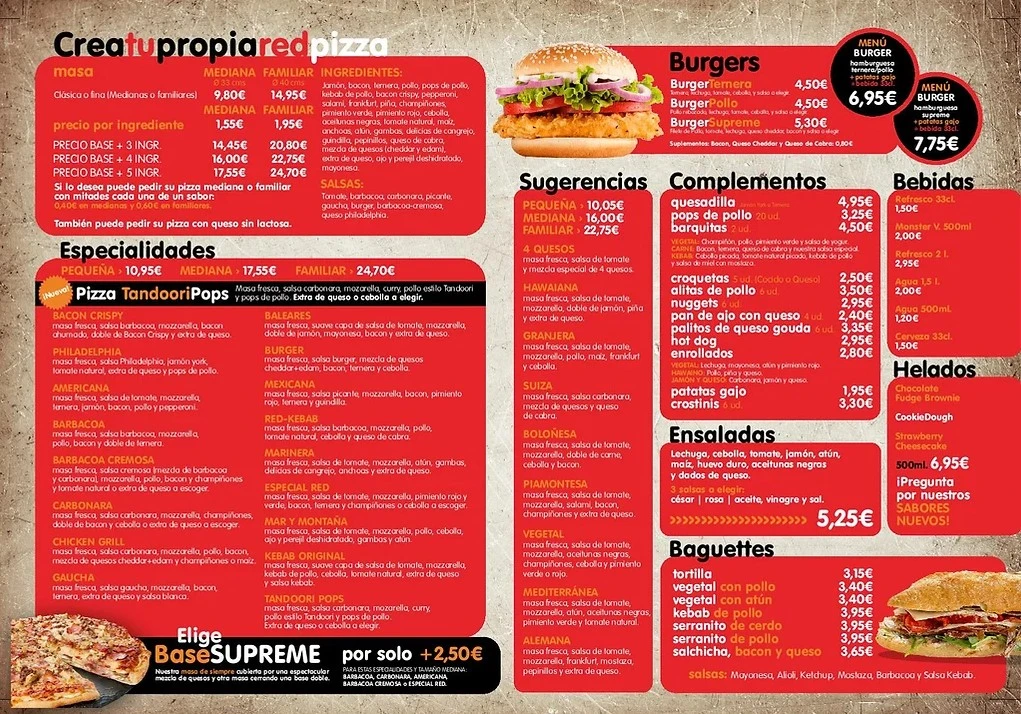 Creatupropiaredpizza
masa
MEDIANA FAMILIAR
Ø 33 cms Ø 40 cms
Clásica o fina (Medianas o familiares) 9,80€ 14,95€
MEDIANA FAMILIAR
precio por ingrediente 1,55€ 1,95€
PRECIO BASE + 3 INGR. 14,45€ 20,80€
PRECIO BASE + 4 INGR. 16,00€ 22,75€
PRECIO BASE + 5 INGR. 17,55€ 24,70€
Si lo desea puede pedir su pizza mediana o familiar
con mitades cada una de un sabor:
0,40€ en medianas y 0,60€ en familiares.
También puede pedir su pizza con queso sin lactosa.
INGREDIENTES:
Jamón, bacon, ternera, pollo, pops de pollo,
kebab de pollo, bacon crispy, pepperoni,
salami, frankfurt, piña, champiñones,
pimiento verde, pimiento rojo, cebolla,
aceitunas negras, tomate natural, maíz,
anchoas, atún, gambas, delicias de cangrejo,
guindilla, pepinillos, queso de cabra,
mezcla de quesos (cheddar y edam),
extra de queso, ajo y perejil deshidratado,
mayonesa.
SALSAS:
Tomate, barbacoa, carbonara, picante,
gaucha, burger, barbacoa-cremosa,
queso philadelphia.
Especialidades
PEQUEÑA › 10,95€ MEDIANA › 17,55€ FAMILIAR › 24,70€
¡Nueva!
Pizza TandooriPops
Masa fresca, salsa carbonara, mozzarella, curry, pollo estilo Tandoori
y pops de pollo. Extra de queso o cebolla a elegir.
BACON CRISPY
masa fresca, salsa barbacoa, mozzarella, bacon
ahumado, doble de Bacon Crispy y extra de queso.
PHILADELPHIA
masa fresca, salsa Philadelphia, jamón york,
tomate natural, extra de queso y pops de pollo.
AMERICANA
masa fresca, salsa de tomate, mozzarella,
ternera, jamón, bacon, pollo y pepperoni.
BARBACOA
masa fresca, salsa barbacoa, mozzarella,
pollo, bacon y doble de ternera.
BARBACOA CREMOSA
masa fresca, salsa cremosa (mezcla de barbacoa
y carbonara), mozzarella, pollo, bacon y champiñones
y tomate natural o extra de queso a escoger.
CARBONARA
masa fresca, salsa carbonara, mozzarella, champiñones,
doble de bacon y cebolla o extra de queso a escoger.
CHICKEN GRILL
masa fresca, salsa carbonara, mozzarella, pollo, bacon,
mezcla de quesos cheddar+edam y champiñones o maíz.
GAUCHA
masa fresca, salsa gaucha, mozzarella, bacon,
ternera, extra de queso y salsa blanca.
BALEARES
masa fresca, suave capa de salsa de tomate, mozzarella,
doble de jamón, mayonesa, bacon y extra de queso.
BURGER
masa fresca, salsa burger, mezcla de quesos
cheddar+edam, bacon, ternera y cebolla.
MEXICANA
masa fresca, salsa picante, mozzarella, bacon, pimiento
rojo, ternera y guindilla.
RED-KEBAB
masa fresca, salsa barbacoa, mozzarella, pollo,
tomate natural, cebolla y queso de cabra.
MARINERA
masa fresca, salsa de tomate, mozzarella, atún, gambas,
delicias de cangrejo, anchoas y extra de queso.
ESPECIAL RED
masa fresca, salsa de tomate, mozzarella, pimiento rojo y
verde, bacon, ternera y champiñones o cebolla a escoger.
MAR Y MONTAÑA
masa fresca, salsa de tomate, mozzarella, pollo, cebolla,
ajo y perejil deshidratado, gambas y atún.
KEBAB ORIGINAL
masa fresca, salsa de tomate, mozzarella,
kebab de pollo, cebolla, tomate natural, extra de queso
y salsa kebab.
TANDOORI POPS
masa fresca, salsa carbonara, mozzarella, curry,
pollo estilo Tandoori y pops de pollo.
Extra de queso o cebolla a elegir.
Elige
BaseSUPREME
Nuestra masa de siempre cubierta por una espectacular
mezcla de quesos y otra masa cerrando una base doble.
por solo +2,50€
PARA ESTAS ESPECIALIDADES Y TAMAÑO MEDIANA:
BARBACOA, CARBONARA, AMERICANA,
BARBACOA CREMOSA o ESPECIAL RED.
Burgers
BurgerTernera 4,50€
Ternera, lechuga, tomate, cebolla, y salsa a elegir
BurgerPollo 4,50€
Pollo rebozado, lechuga, tomate, cebolla, y salsa a elegir
BurgerSupreme 5,30€
Filete de Pollo, tomate, lechuga, queso cheddar, bacon y salsa a elegir
Suplementos: Bacon, Queso Cheddar y Queso de Cabra: 0,80€
MENÚ
BURGER
hamburguesa
ternera/pollo
+ patatas gajo
+ bebida 33cl.
6,95€
MENÚ
BURGER
hamburguesa
supreme
+ patatas gajo
+ bebida 33cl.
7,75€
Sugerencias
PEQUEÑA › 10,05€
MEDIANA › 16,00€
FAMILIAR › 22,75€
4 QUESOS
masa fresca, salsa de tomate
y mezcla especial de 4 quesos.
HAWAIANA
masa fresca, salsa de tomate,
mozzarella, doble de jamón, piña
y extra de queso.
GRANJERA
masa fresca, salsa de tomate,
mozzarella, pollo, maíz, frankfurt
y cebolla.
SUIZA
masa fresca, salsa carbonara,
mezcla de quesos y queso
de cabra.
BOLOÑESA
masa fresca, salsa de tomate,
mozzarella, doble de carne,
cebolla y bacon.
PIAMONTESA
masa fresca, salsa de tomate,
mozzarella, salami, bacon,
champiñones y extra de queso.
VEGETAL
masa fresca, salsa de tomate,
mozzarella, aceitunas negras,
champiñones, cebolla y pimiento
verde o rojo.
MEDITERRÁNEA
masa fresca, salsa de tomate,
mozzarella, atún, aceitunas negras,
pimiento verde y tomate natural.
ALEMANA
masa fresca, salsa de tomate,
mozzarella, frankfurt, mostaza,
pepinillos y extra de queso.
Complementos
quesadilla 4,95€
pops de pollo 20 ud. 3,25€
barquitas 2 ud. 4,50€
VEGETAL: Champiñón, pollo, pimiento verde y salsa de yogur.
CARNE: Bacon, ternera, queso de cabra y nuestra salsa especial.
KEBAB: Cebolla picada, tomate natural picado, kebab de pollo
y salsa de miel con mostaza.
croquetas 5 ud. (Cocido o Queso) 2,50€
alitas de pollo 6 ud. 3,50€
nuggets 6 ud. 2,95€
pan de ajo con queso 4 ud. 2,40€
palitos de queso gouda 6 ud. 3,35€
hot dog 2,95€
enrollados 2,80€
VEGETAL: Lechuga, mayonesa, atún y pimiento rojo.
HAWAIANO: Pollo, piña y queso.
JAMÓN Y QUESO: Carbonara, jamón y queso.
patatas gajo 1,95€
crostinis 6 ud. 3,30€
Ensaladas
Lechuga, cebolla, tomate, jamón, atún,
maíz, huevo duro, aceitunas negras
y dados de queso.
3 salsas a elegir:
césar | rosa | aceite, vinagre y sal.
5,25€
Baguettes
tortilla 3,15€
vegetal con pollo 3,40€
vegetal con atún 3,40€
kebab de pollo 3,95€
serranito de cerdo 3,95€
serranito de pollo 3,95€
salchicha, bacon y queso 3,65€
salsas: Mayonesa, Alioli, Ketchup, Mostaza, Barbacoa y Salsa Kebab.
Bebidas
Refresco 33cl.
1,50€
Monster V. 500ml
2,00€
Refresco 2 l.
2,95€
Agua 1,5 l.
2,00€
Agua 500ml.
1,20€
Cerveza 33cl.
1,50€
Helados
Chocolate
Fudge Brownie
CookieDough
Strawberry
Cheesecake
500ml. 6,95€
¡Pregunta
por nuestros
SABORES
NUEVOS!